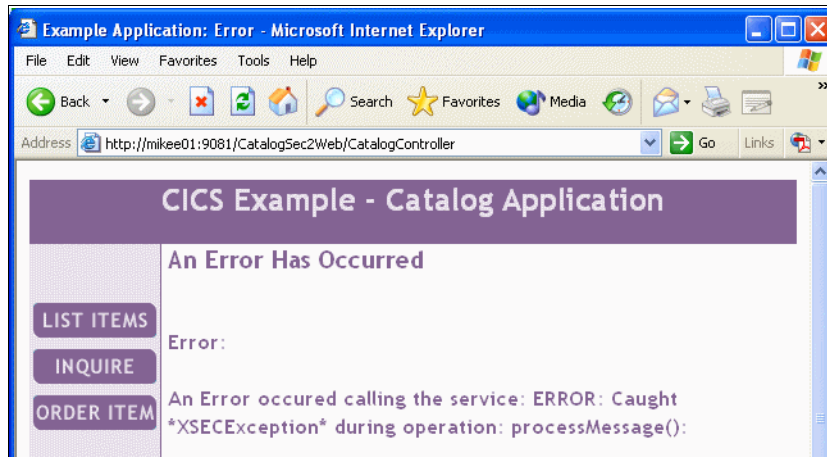 Example Application: Error - Microsoft Internet Explorer
File Edit View Favorites Tools Help
Back Search Favorites Media »
Address http://mikee01:9081/CatalogSec2Web/CatalogController Go Links
CICS Example - Catalog Application
An Error Has Occurred
LIST ITEMS
Error:
INQUIRE
An Error occured calling the service: ERROR: Caught
ORDER ITEM
*XSECException* during operation: processMessage():